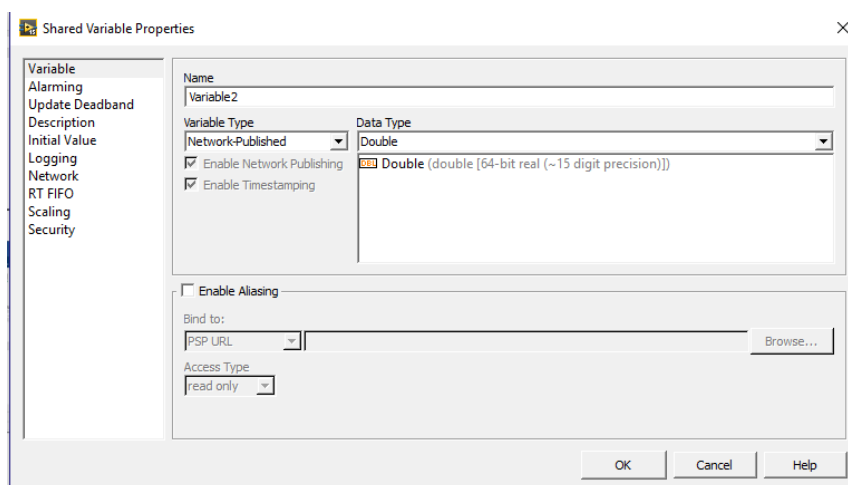 Shared Variable Properties
Variable
Alarming
Update Deadband
Description
Initial Value
Logging
Network
RT FIFO
Scaling
Security
Name
Variable2
Variable Type
Data Type
Network-Published
Double
Enable Network Publishing
DBL Double (double [64-bit real (~15 digit precision)])
Enable Timestamping
Enable Aliasing
Bind to:
PSP URL
Browse...
Access Type
read only
OK
Cancel
Help